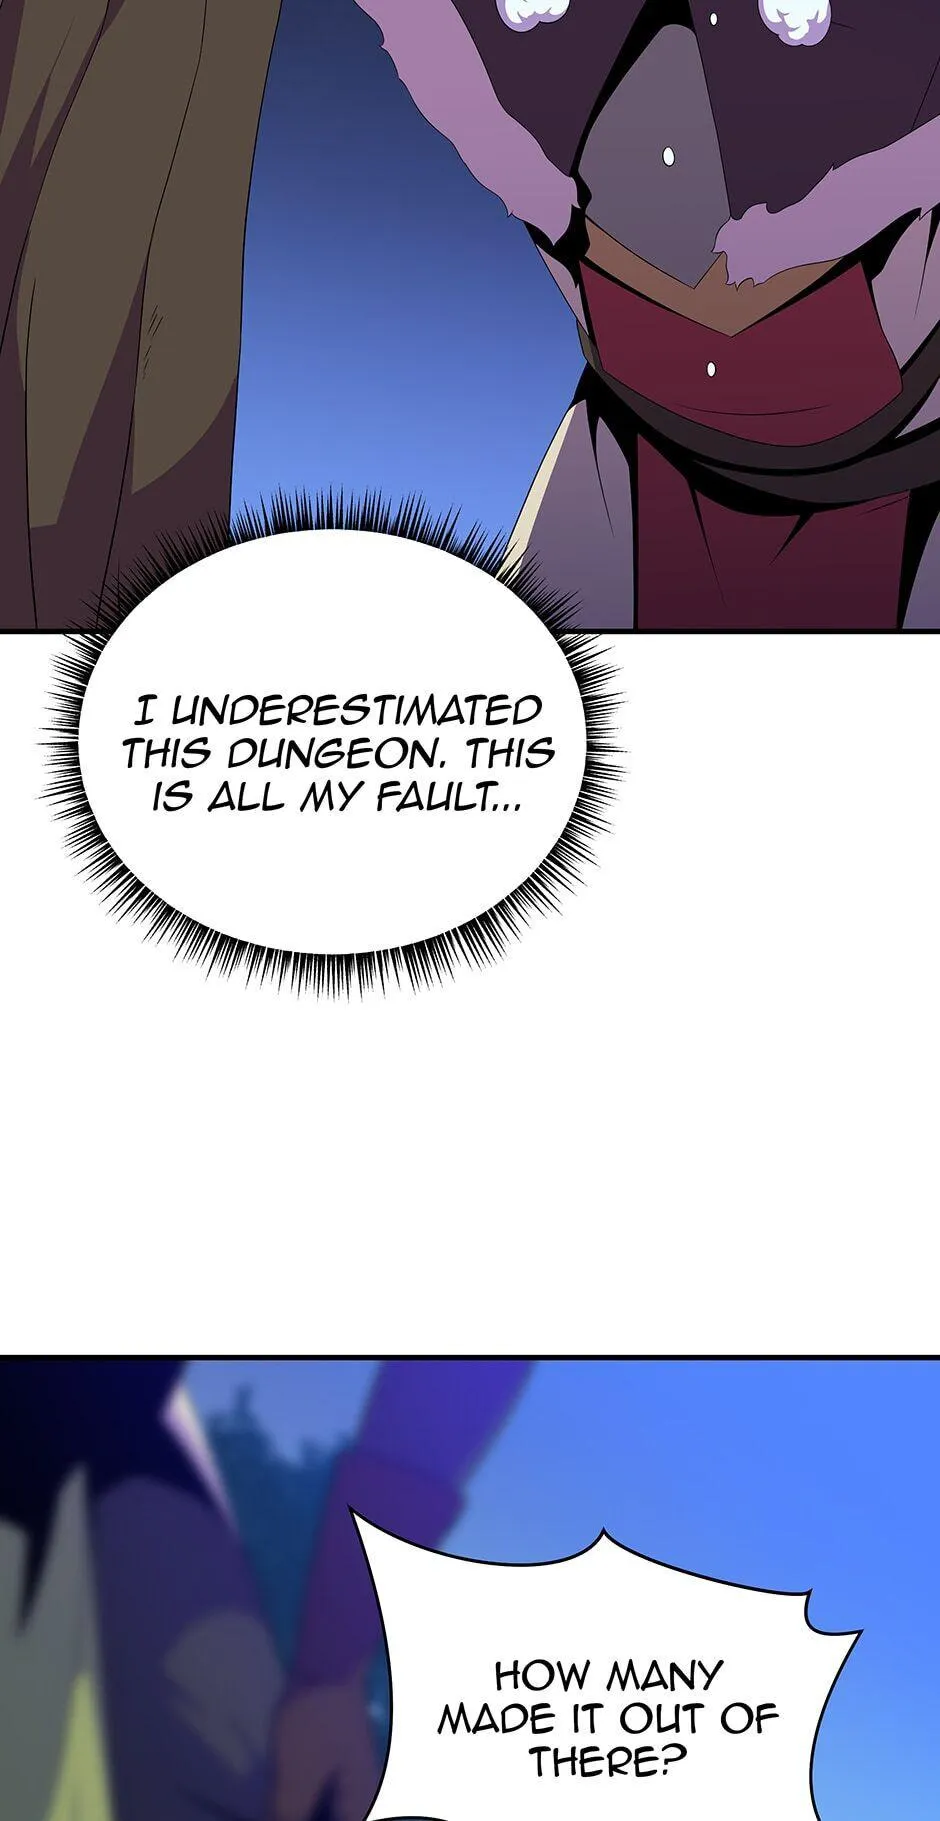 I UNDERESTIMATED
THIS DUNGEON. THIS
IS ALL MY FAULT...
HOW MANY
MADE IT OUT OF
THERE?